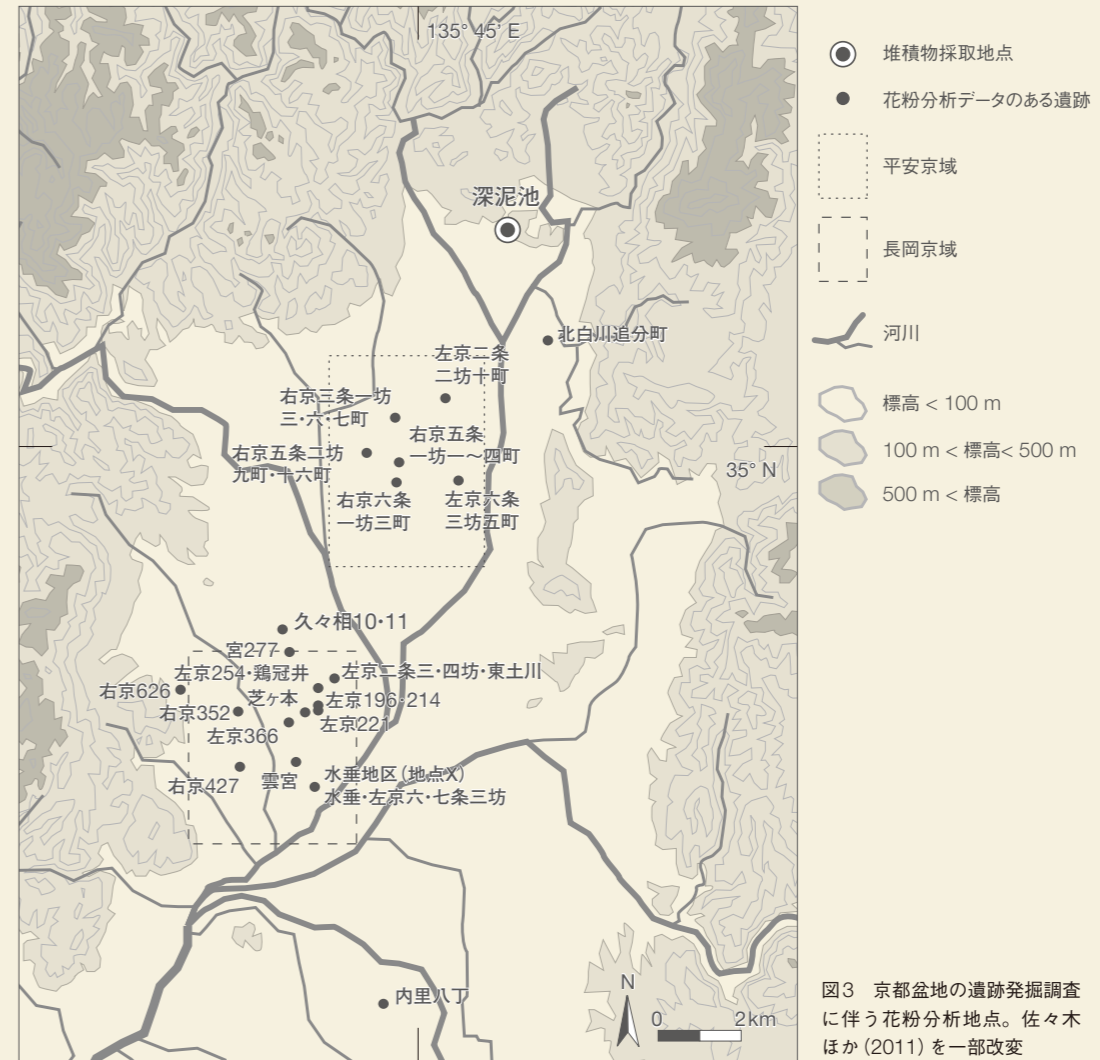 135° 45' E
深泥池
北白川追分町
左京二条
二坊十町
右京三条一坊
三・六・七町
右京五条
一坊一〜四町
右京五条二坊
九町・十六町
35° N
右京六条
一坊三町
左京六条
三坊五町
久々相10・11
宮277
左京254・鶏冠井
左京二条三・四坊・東土川
右京626
芝ヶ本
左京196・214
右京352
左京221
左京366
水垂地区(地点X)
水垂・左京六・七条三坊
雲宮
右京427
内里八丁
N
0 2km
堆積物採取地点
花粉分析データのある遺跡
平安京域
長岡京域
河川
標高 < 100 m
100 m < 標高< 500 m
500 m < 標高
図3 京都盆地の遺跡発掘調査
に伴う花粉分析地点。佐々木
ほか(2011)を一部改変